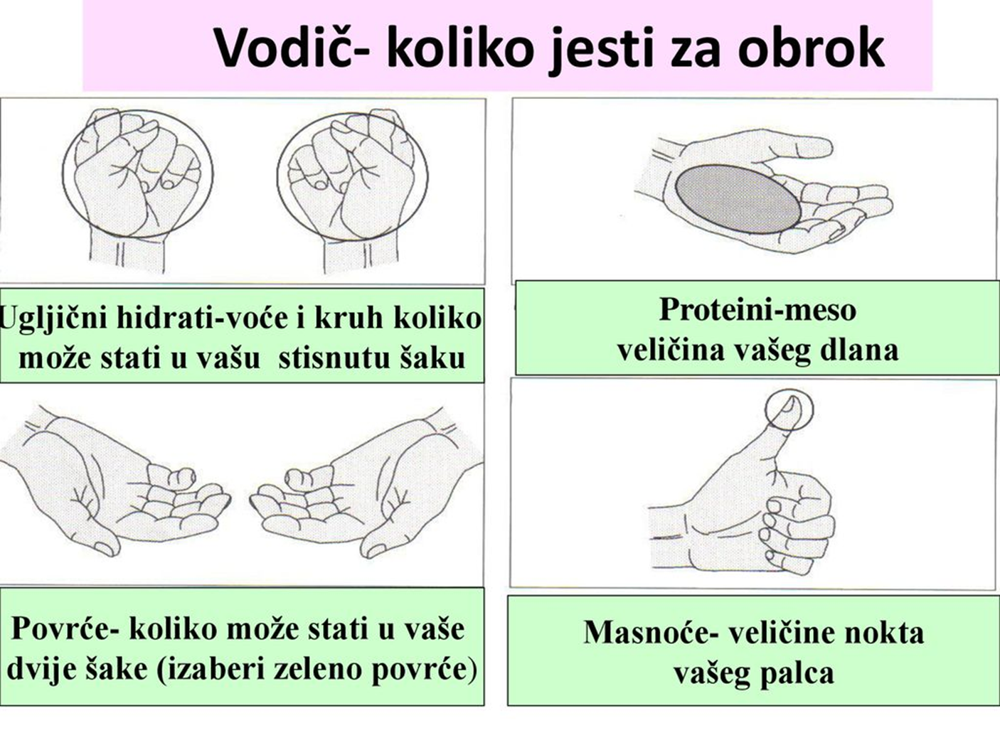 Vodič- koliko jesti za obrok
Ugljični hidrati-voće i kruh koliko
može stati u vašu stisnutu šaku
Proteini-meso
veličina vašeg dlana
Povrće- koliko može stati u vaše
dvije šake (izaberi zeleno povrće)
Masnoće- veličine nokta
vašeg palca